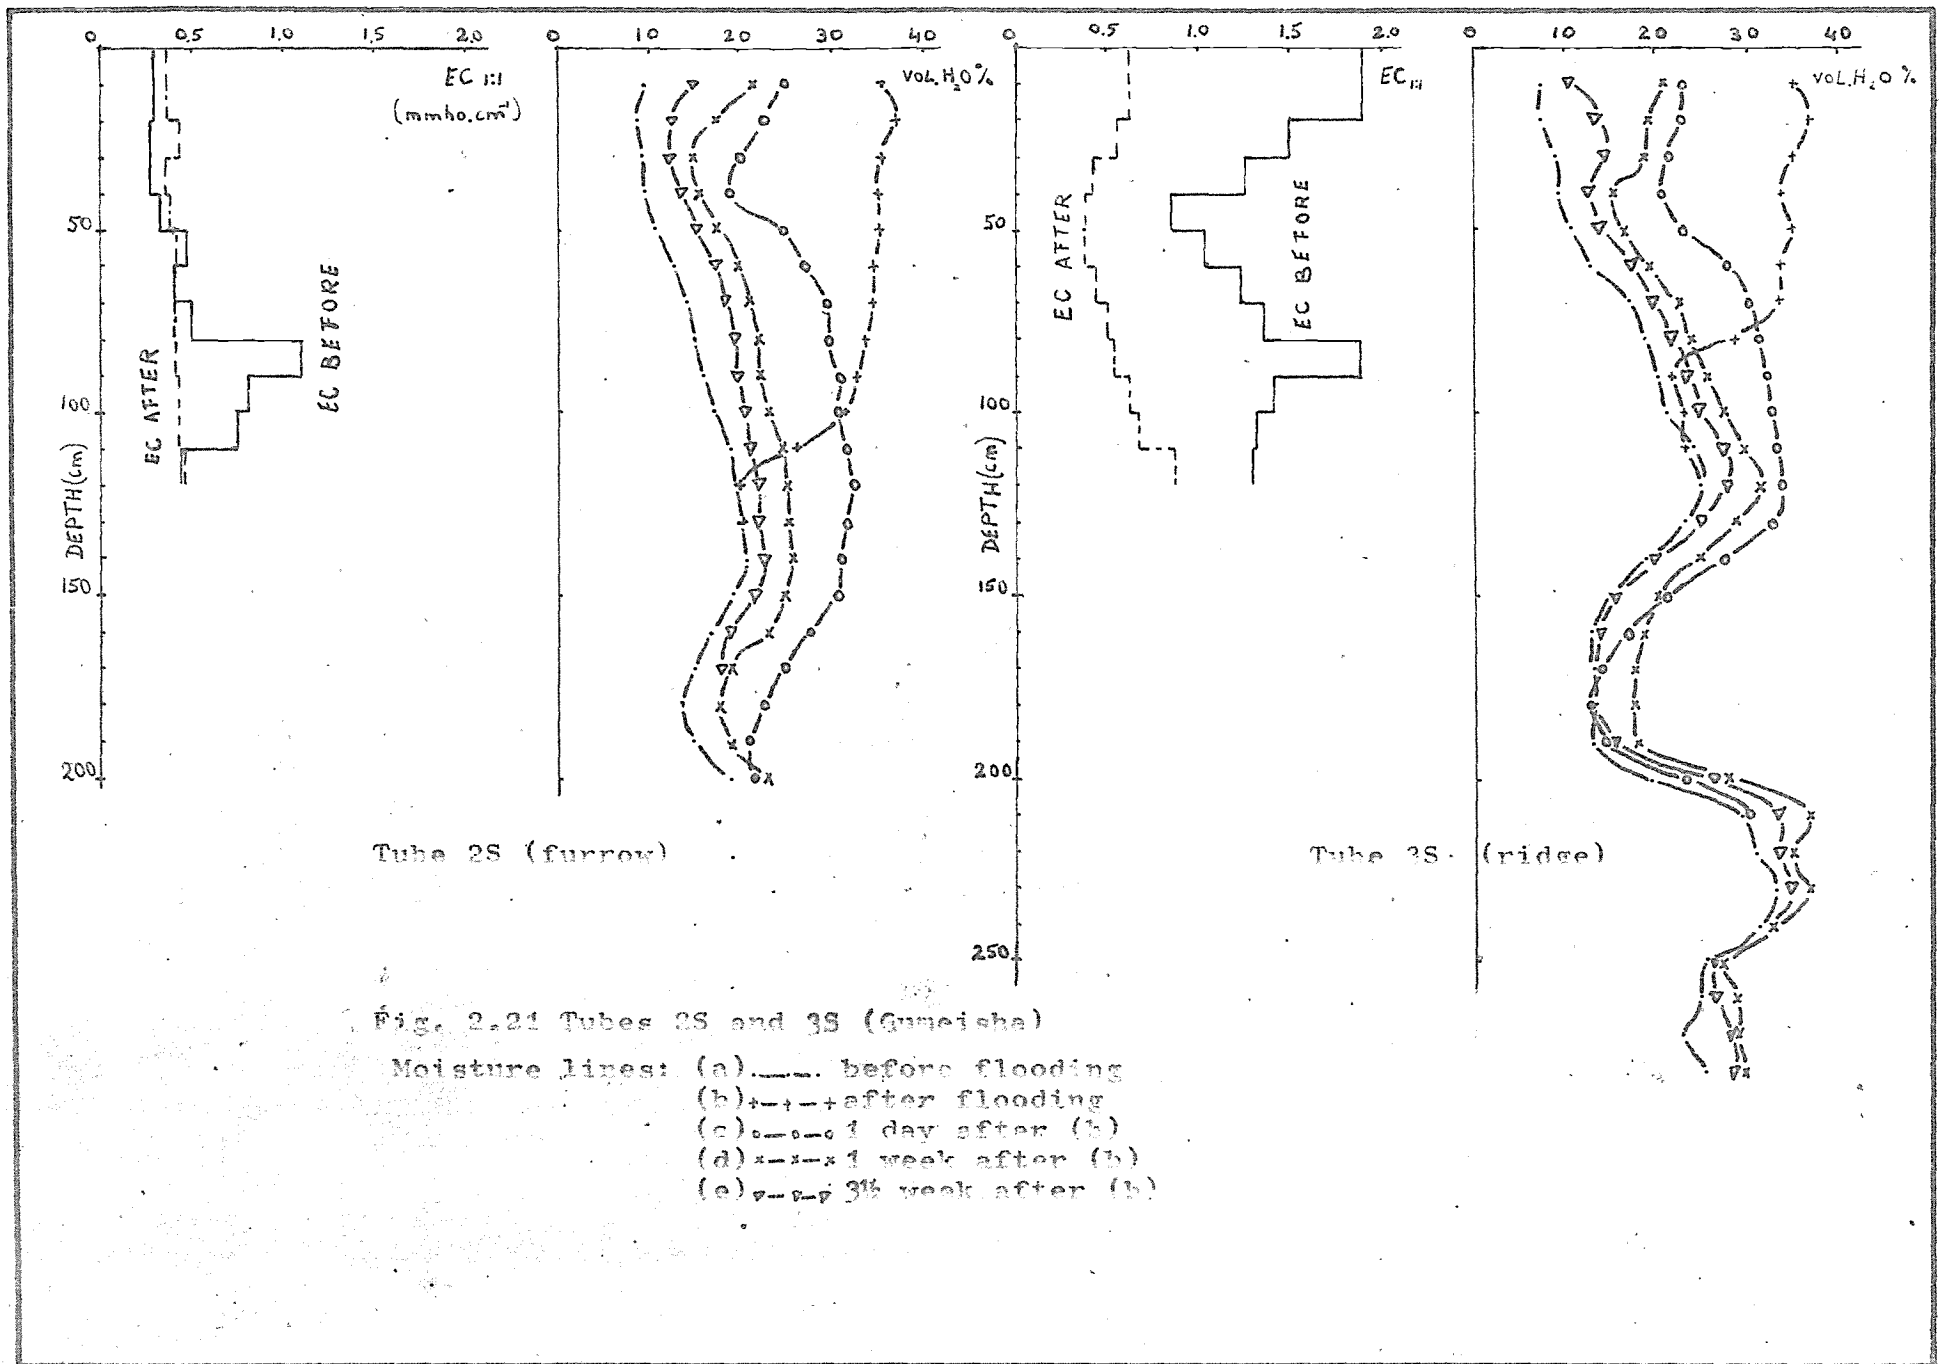 0 0.5 1.0 1.5 2.0
EC 1:1
(mmho.cm⁻¹)
EC AFTER
EC BEFORE
50
100
150
200
DEPTH(cm)
0 10 20 30 40
VOL.H₂O%
Tube 2S (furrow)
0 0.5 1.0 1.5 2.0
EC 1:1
EC AFTER
EC BEFORE
50
100
150
200
250
DEPTH(cm)
0 10 20 30 40
VOL.H₂O%
Tube 3S (ridge)
Fig. 2.21 Tubes 2S and 3S (Gumeisha)
Moisture lines: (a).—.—. before flooding
(b)+—+—+ after flooding
(c)o—o—o 1 day after (b)
(d)x—x—x 1 week after (b)
(e)▽—▽—▽ 3½ week after (b)